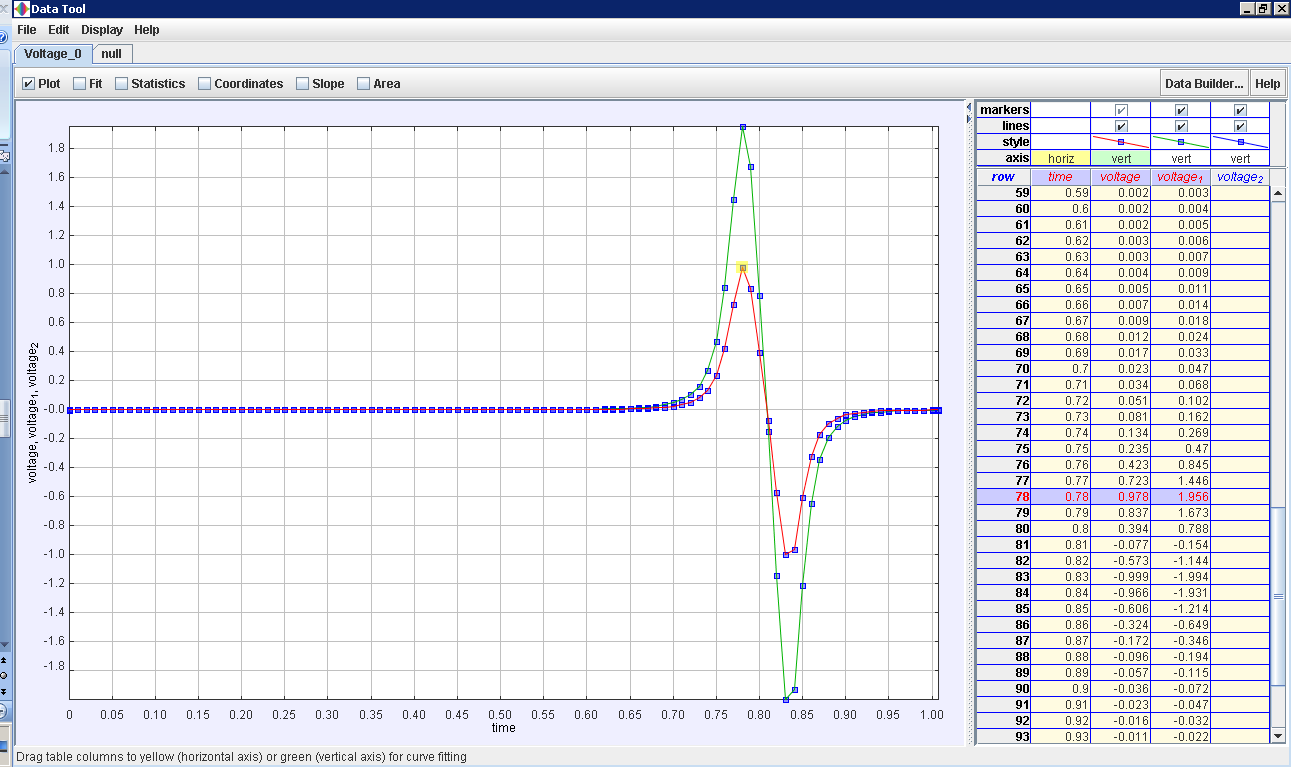 Data Tool
File Edit Display Help
Voltage_0 null
Plot Fit Statistics Coordinates Slope Area Data Builder... Help
markers
lines
style
axis horiz vert vert vert
row time voltage voltage1 voltage2
59 0.59 0.002 0.003
60 0.6 0.002 0.004
61 0.61 0.002 0.005
62 0.62 0.003 0.006
63 0.63 0.003 0.007
64 0.64 0.004 0.009
65 0.65 0.005 0.011
66 0.66 0.007 0.014
67 0.67 0.009 0.018
68 0.68 0.012 0.024
69 0.69 0.017 0.033
70 0.7 0.023 0.047
71 0.71 0.034 0.068
72 0.72 0.051 0.102
73 0.73 0.081 0.162
74 0.74 0.134 0.269
75 0.75 0.235 0.47
76 0.76 0.423 0.845
77 0.77 0.723 1.446
78 0.78 0.978 1.956
79 0.79 0.837 1.673
80 0.8 0.394 0.788
81 0.81 -0.077 -0.154
82 0.82 -0.573 -1.144
83 0.83 -0.999 -1.994
84 0.84 -0.966 -1.931
85 0.85 -0.606 -1.214
86 0.86 -0.324 -0.649
87 0.87 -0.172 -0.346
88 0.88 -0.096 -0.194
89 0.89 -0.057 -0.115
90 0.9 -0.036 -0.072
91 0.91 -0.023 -0.047
92 0.92 -0.016 -0.032
93 0.93 -0.011 -0.022
voltage, voltage1, voltage2
1.8
1.6
1.4
1.2
1.0
0.8
0.6
0.4
0.2
-0.0
-0.2
-0.4
-0.6
-0.8
-1.0
-1.2
-1.4
-1.6
-1.8
0 0.05 0.10 0.15 0.20 0.25 0.30 0.35 0.40 0.45 0.50 0.55 0.60 0.65 0.70 0.75 0.80 0.85 0.90 0.95 1.00
time
Drag table columns to yellow (horizontal axis) or green (vertical axis) for curve fitting